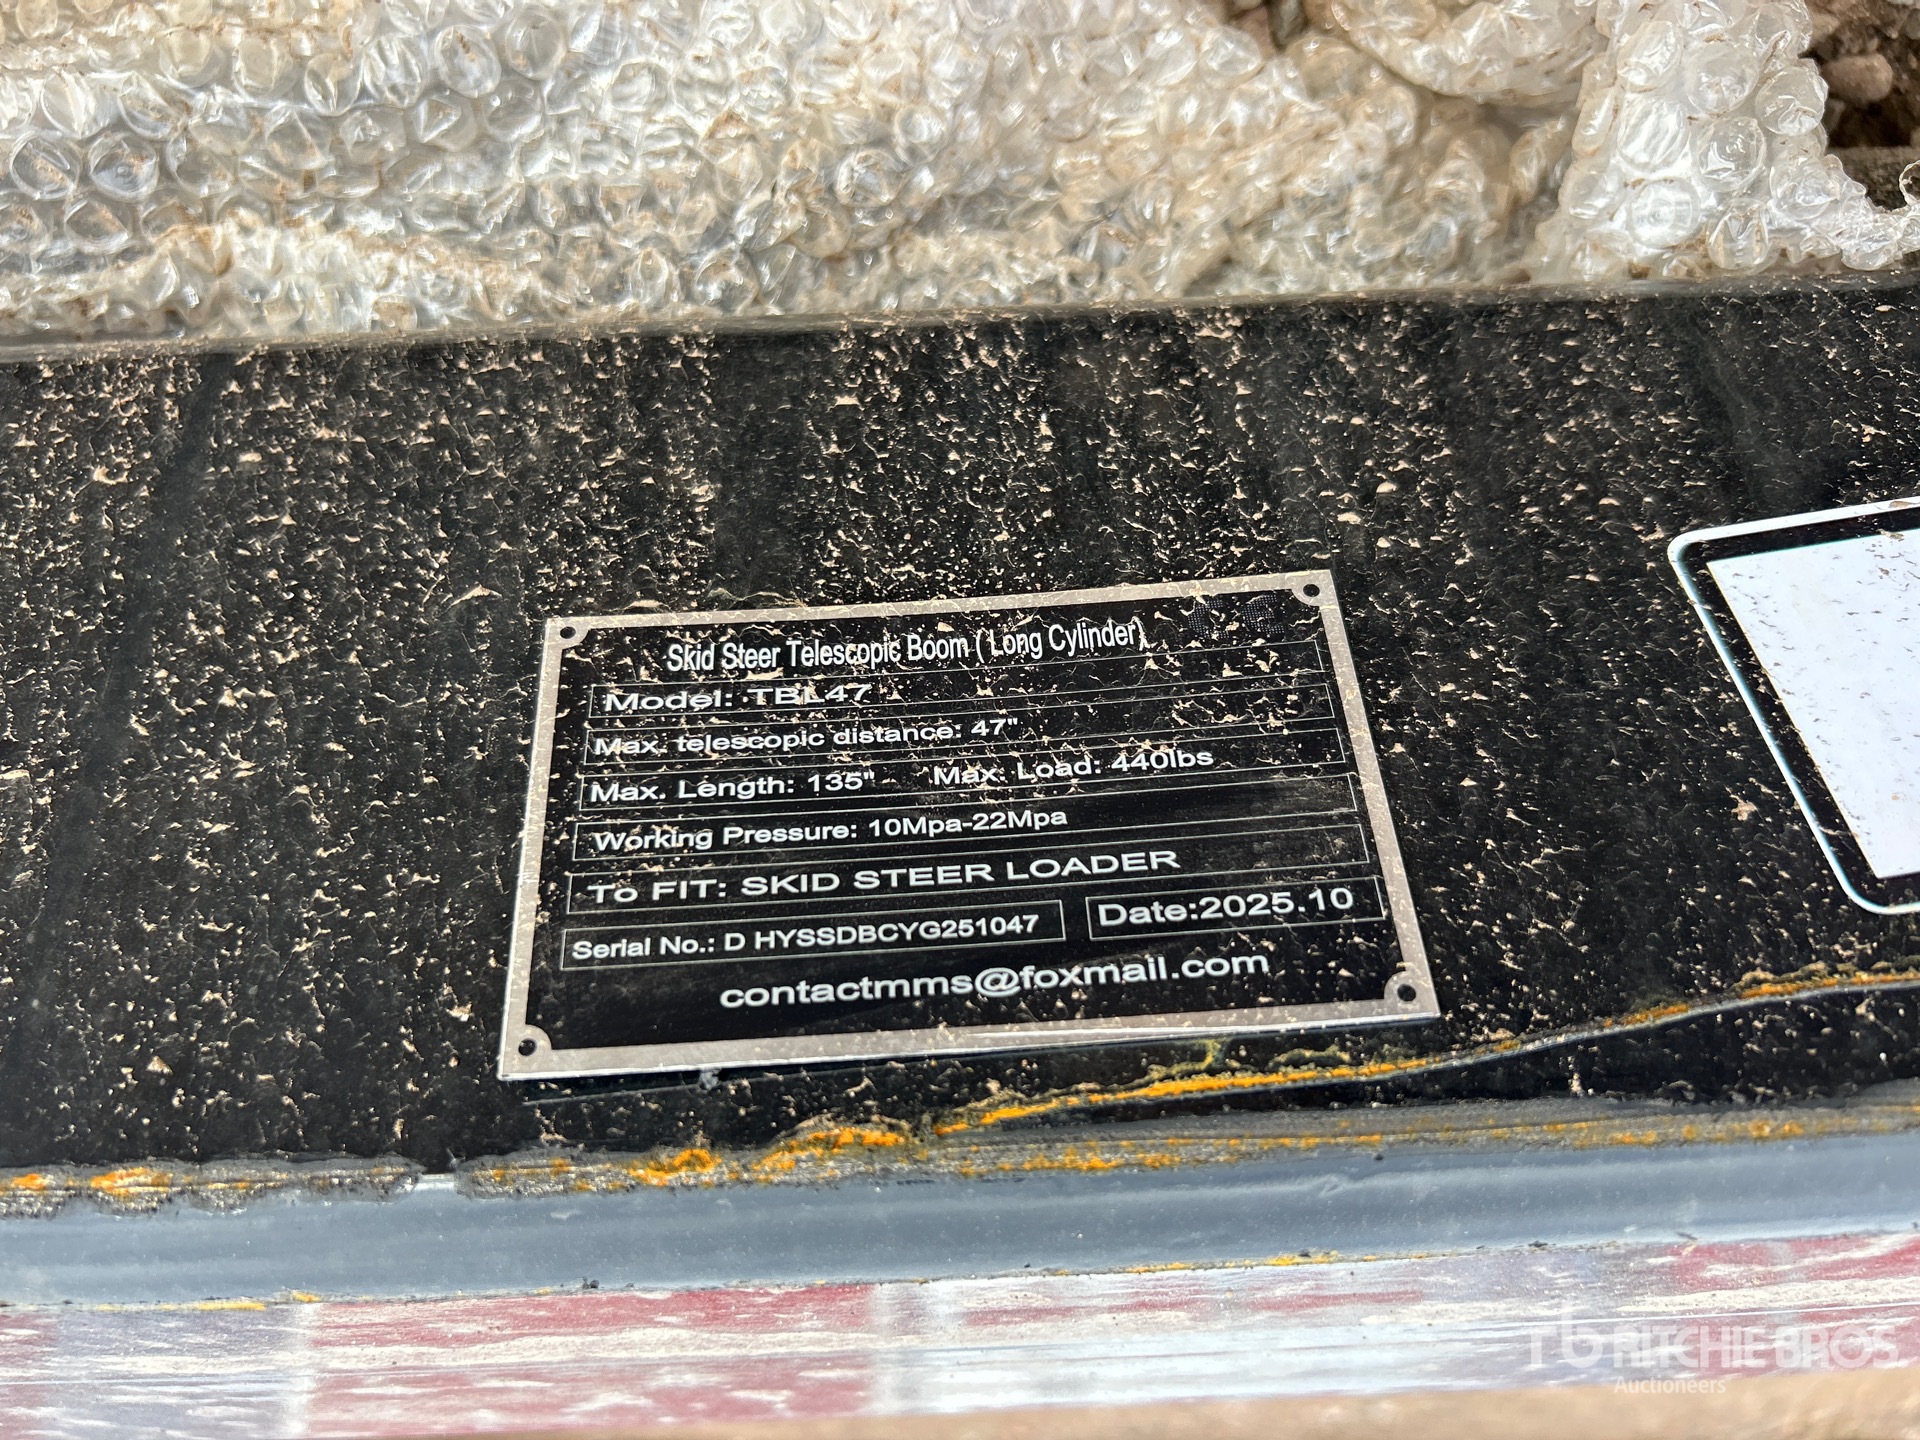 Skid Steer Telescopic Boom ( Long Cylinder)
Model: TBL47
Max. telescopic distance: 47"
Max. Length: 135" Max. Load: 440lbs
Working Pressure: 10Mpa-22Mpa
To FIT: SKID STEER LOADER
Serial No.: D HYSSDBCYG251047 Date:2025.10
contactmms@foxmail.com
rb RITCHIE BROS
Auctioneers